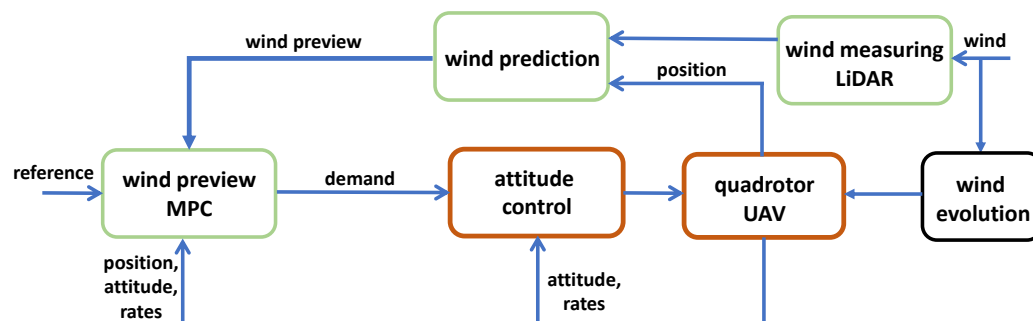 wind preview
wind prediction
position
wind measuring
LiDAR
wind
reference
wind preview
MPC
demand
attitude
control
quadrotor
UAV
wind
evolution
position,
attitude,
rates
attitude,
rates